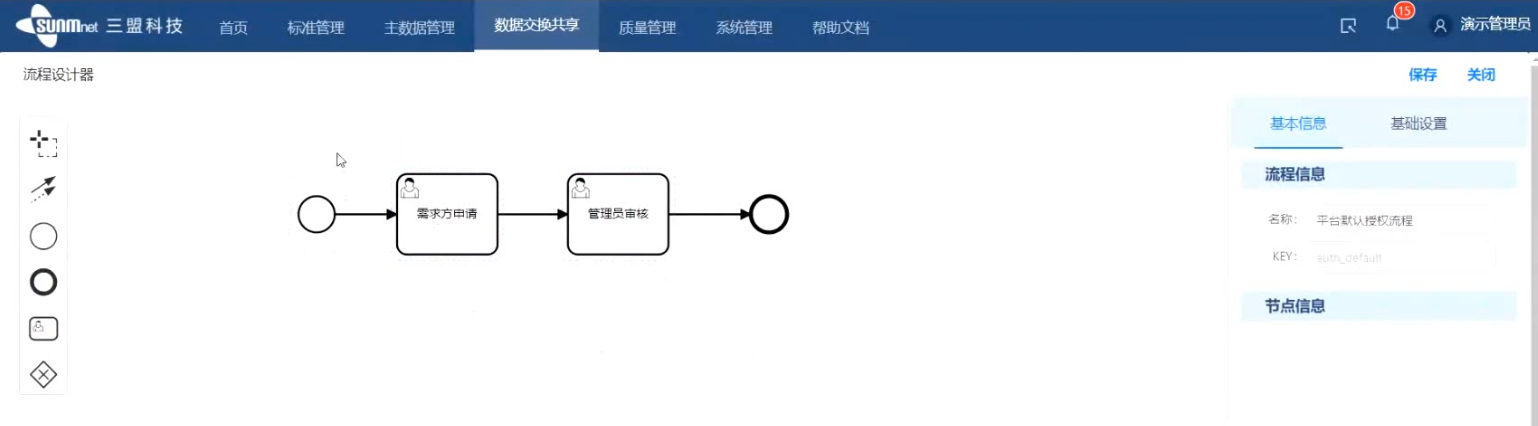 sunmnet 三盟科技
首页 标准管理 主数据管理 数据交换共享 质量管理 系统管理 帮助文档 15 演示管理员
流程设计器 保存 关闭
基本信息 基础设置
流程信息
名称: 平台默认授权流程
KEY: auth_default
节点信息
需求方申请 管理员审核